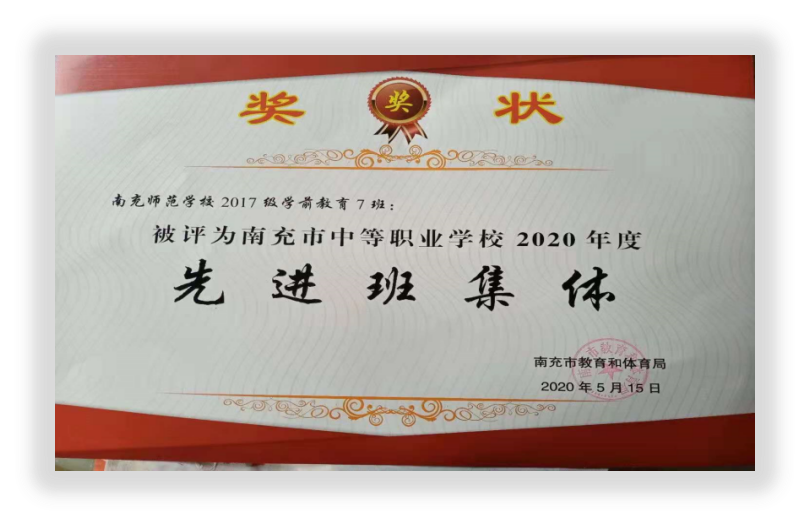 奖 奖 状
南充师范学校 2017 级学前教育 7 班：
被评为南充市中等职业学校 2020 年度
先进班集体
南充市教育和体育局
2020 年 5 月 15 日